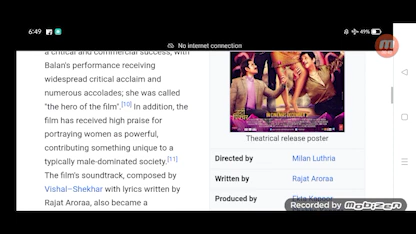 6:49
49%
No internet connection
a critical and commercial success, with
Balan's performance receiving
widespread critical acclaim and
numerous accolades; she was called
"the hero of the film".[10] In addition, the
film has received high praise for
portraying women as powerful,
contributing something unique to a
typically male-dominated society.[11]
The film's soundtrack, composed by
Vishal–Shekhar with lyrics written by
Rajat Aroraa, also became a
Theatrical release poster
Directed by Milan Luthria
Written by Rajat Aroraa
Produced by Ekta Kapoor
Recorded by Mobizen